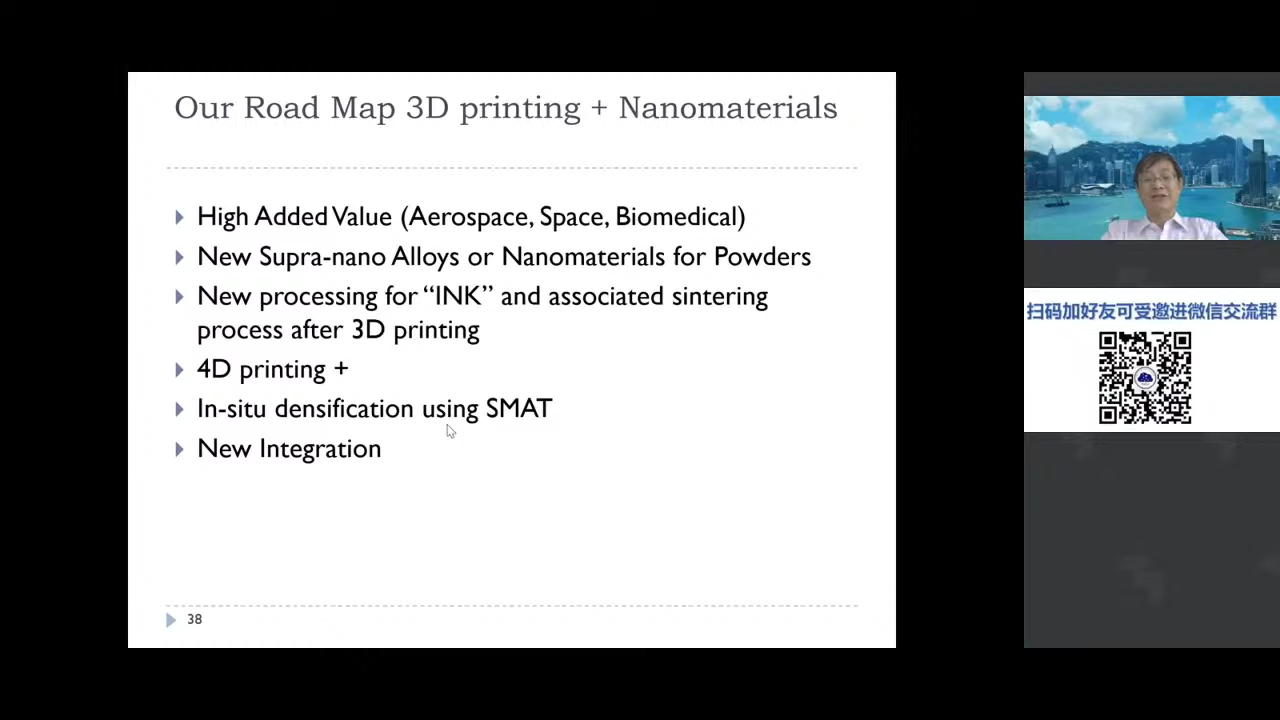 Our Road Map 3D printing + Nanomaterials
High Added Value (Aerospace, Space, Biomedical)
New Supra-nano Alloys or Nanomaterials for Powders
New processing for “INK” and associated sintering
process after 3D printing
4D printing +
In-situ densification using SMAT
New Integration
38
扫码加好友可受邀进微信交流群